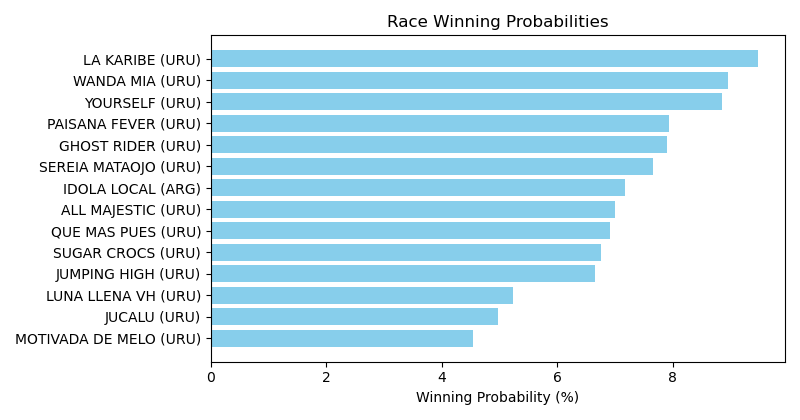 Race Winning Probabilities
LA KARIBE (URU)
WANDA MIA (URU)
YOURSELF (URU)
PAISANA FEVER (URU)
GHOST RIDER (URU)
SEREIA MATAOJO (URU)
IDOLA LOCAL (ARG)
ALL MAJESTIC (URU)
QUE MAS PUES (URU)
SUGAR CROCS (URU)
JUMPING HIGH (URU)
LUNA LLENA VH (URU)
JUCALU (URU)
MOTIVADA DE MELO (URU)
0 2 4 6 8
Winning Probability (%)